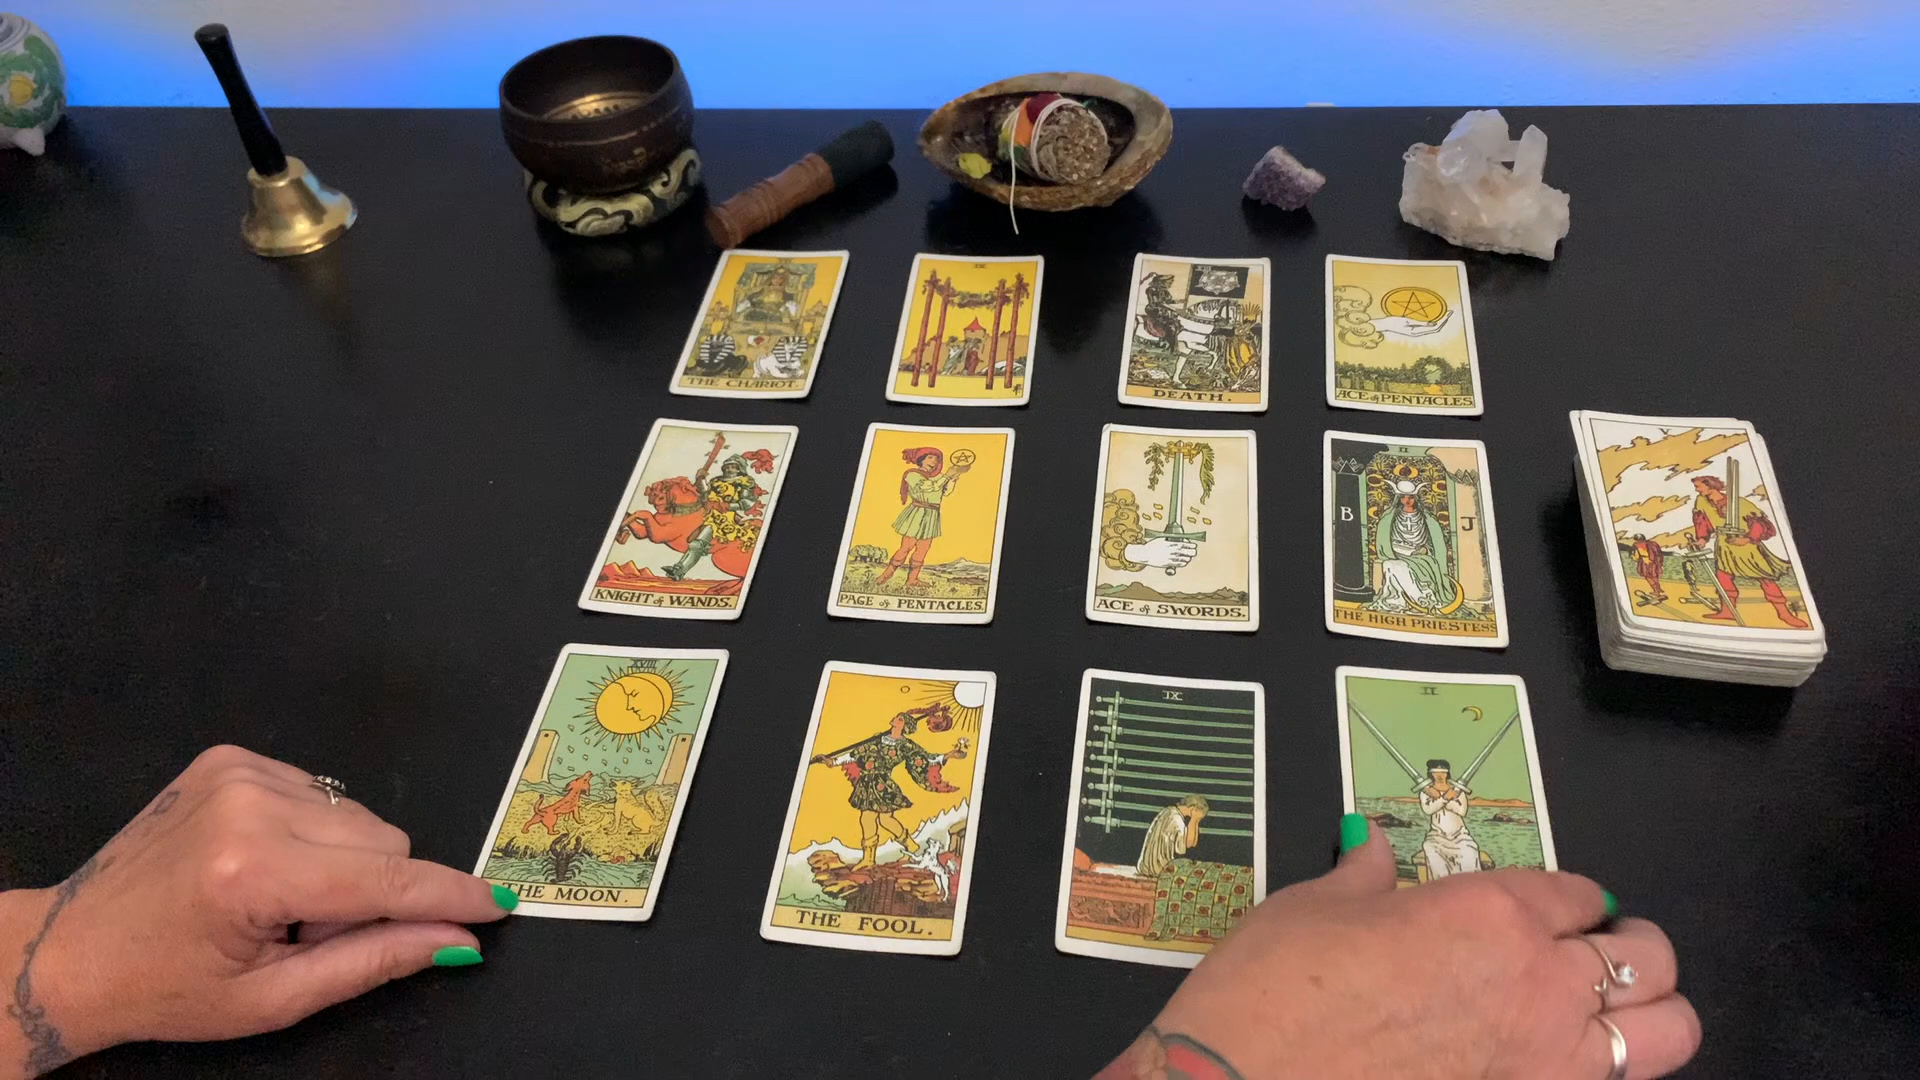 THE CHARIOT.
DEATH.
ACE of PENTACLES.
KNIGHT of WANDS.
PAGE of PENTACLES.
ACE of SWORDS.
II
B
J
THE HIGH PRIESTESS
V
XVIII
THE MOON.
THE FOOL.
IX
II